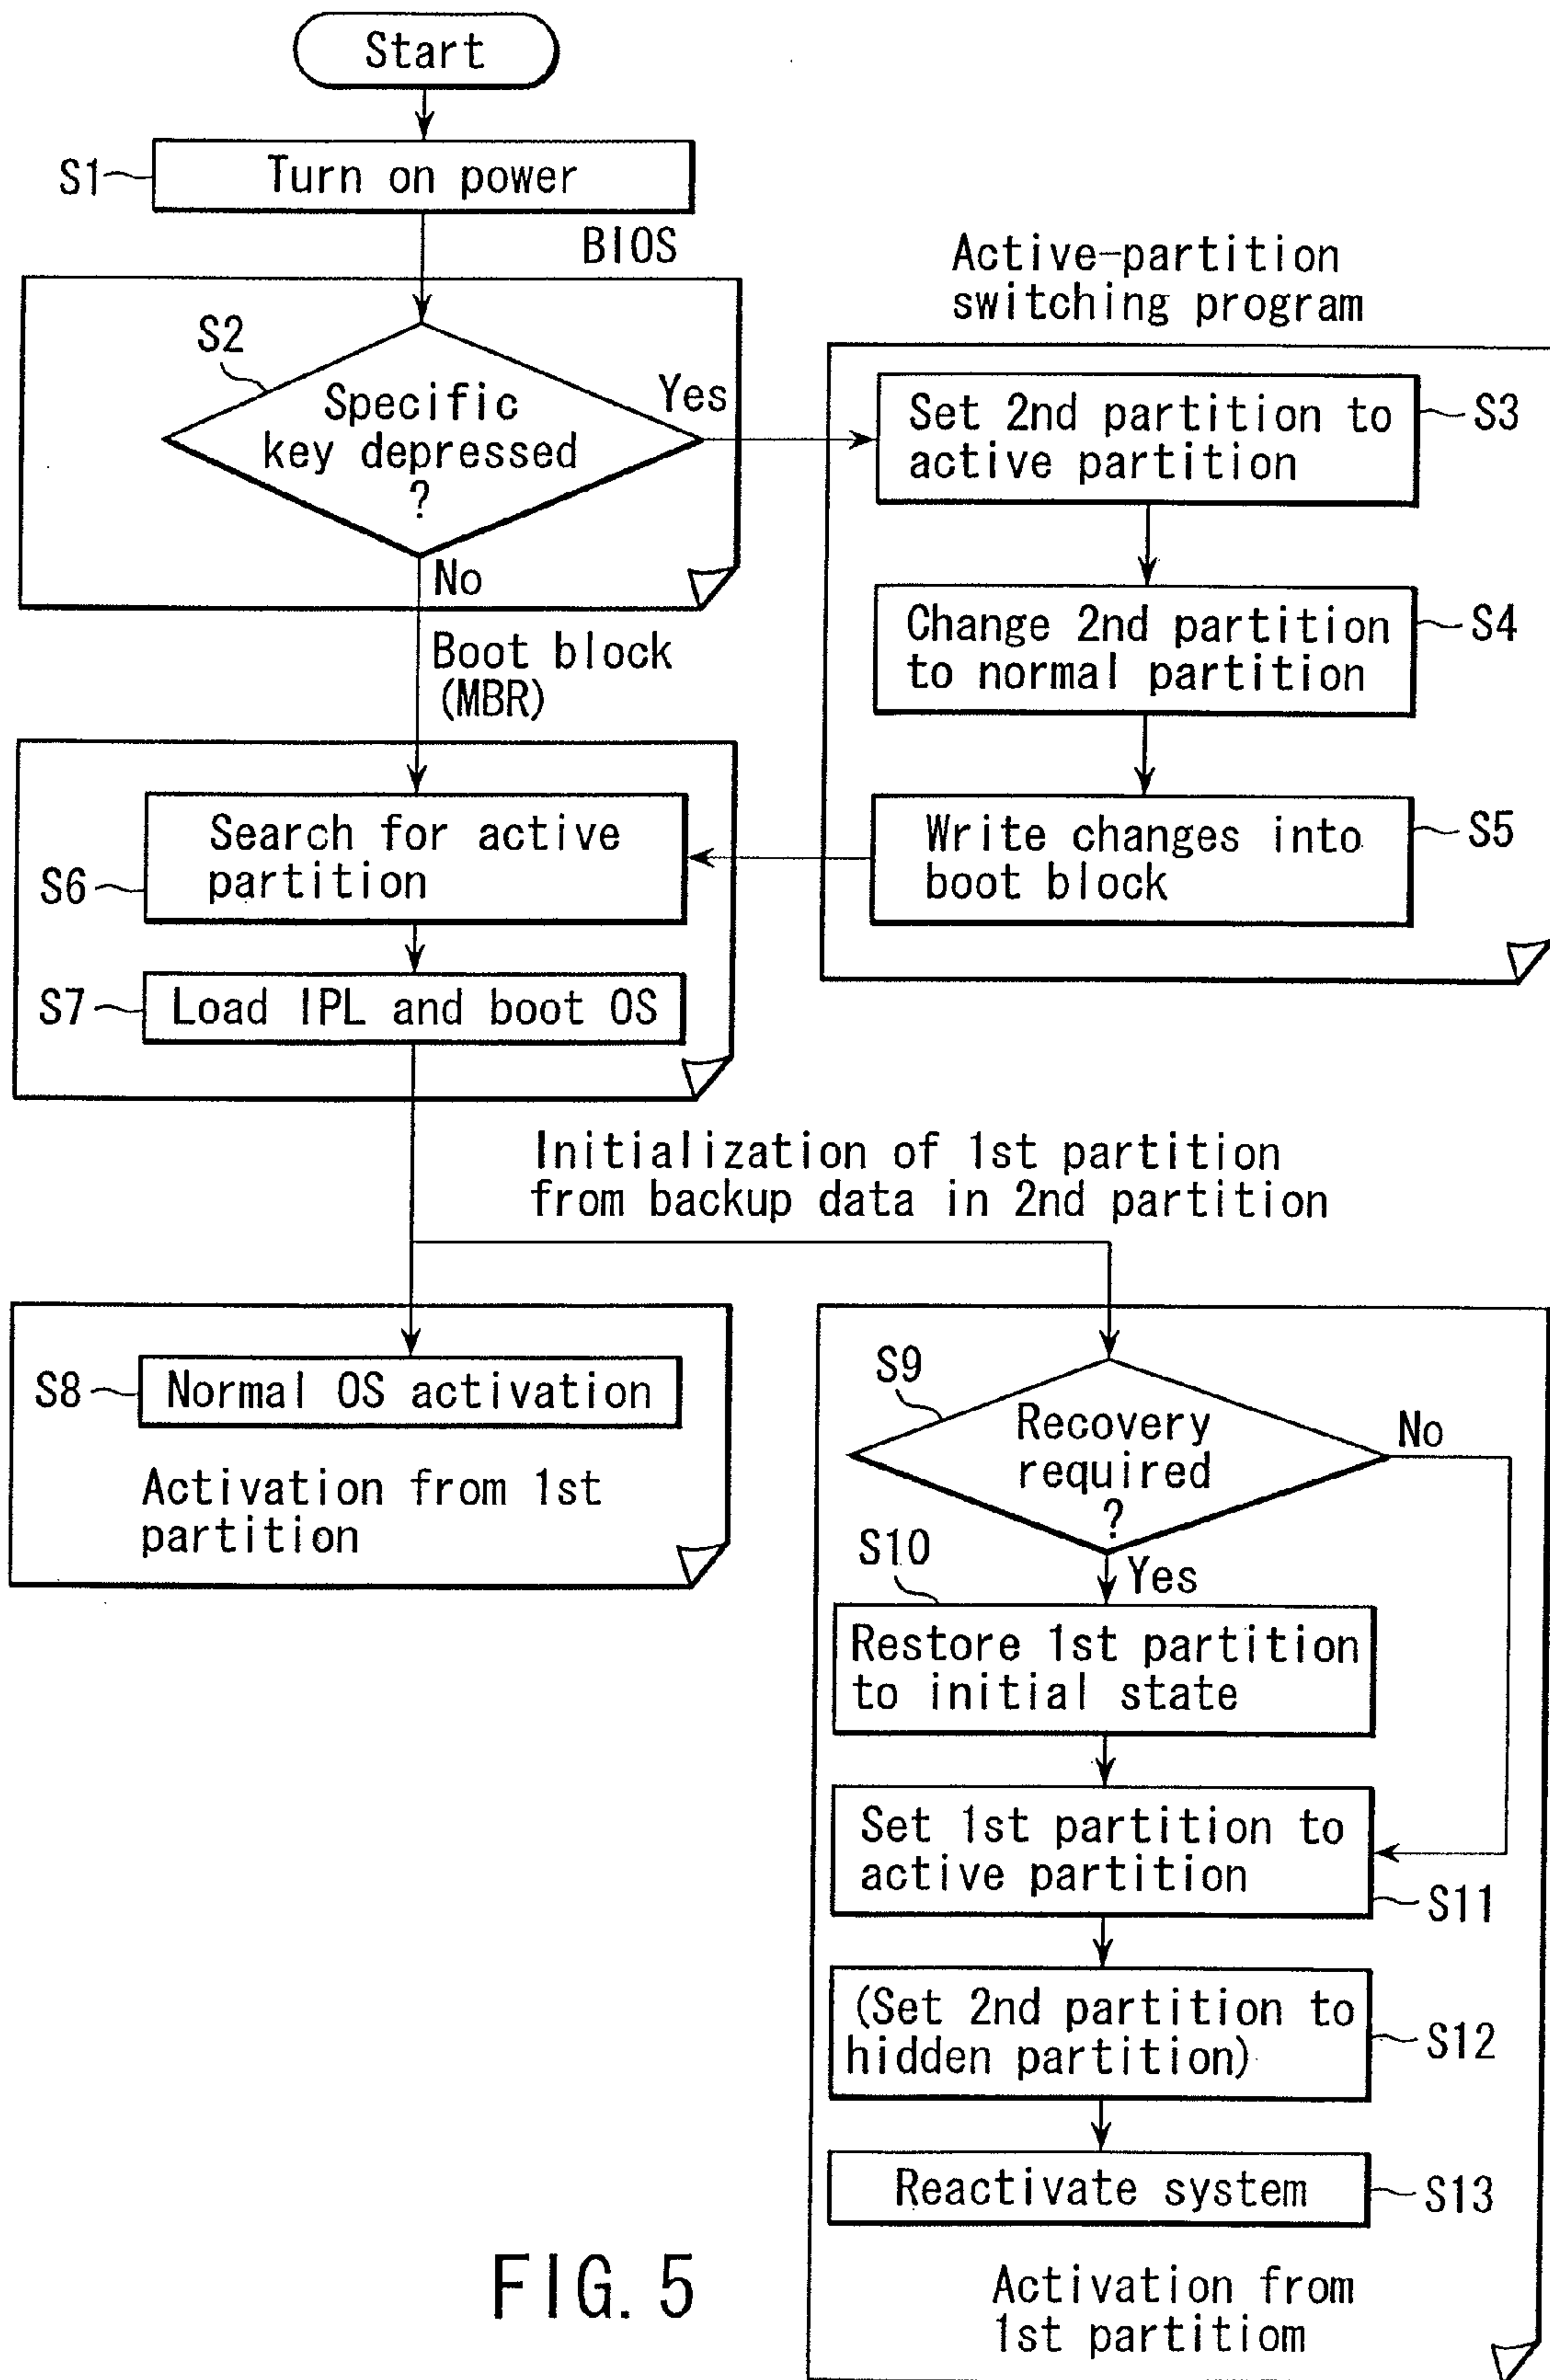 Start
S1
Turn on power
BIOS
S2
Specific
key depressed
?
Yes
No
Active-partition
switching program
Set 2nd partition to
active partition
S3
Change 2nd partition
to normal partition
S4
Write changes into
boot block
S5
Boot block
(MBR)
Search for active
partition
S6
S7
Load IPL and boot OS
Initialization of 1st partition
from backup data in 2nd partition
S8
Normal OS activation
Activation from 1st
partition
S9
Recovery
required
?
No
Yes
S10
Restore 1st partition
to initial state
Set 1st partition to
active partition
S11
(Set 2nd partition to
hidden partition)
S12
Reactivate system
S13
Activation from
1st partitiom
FIG. 5